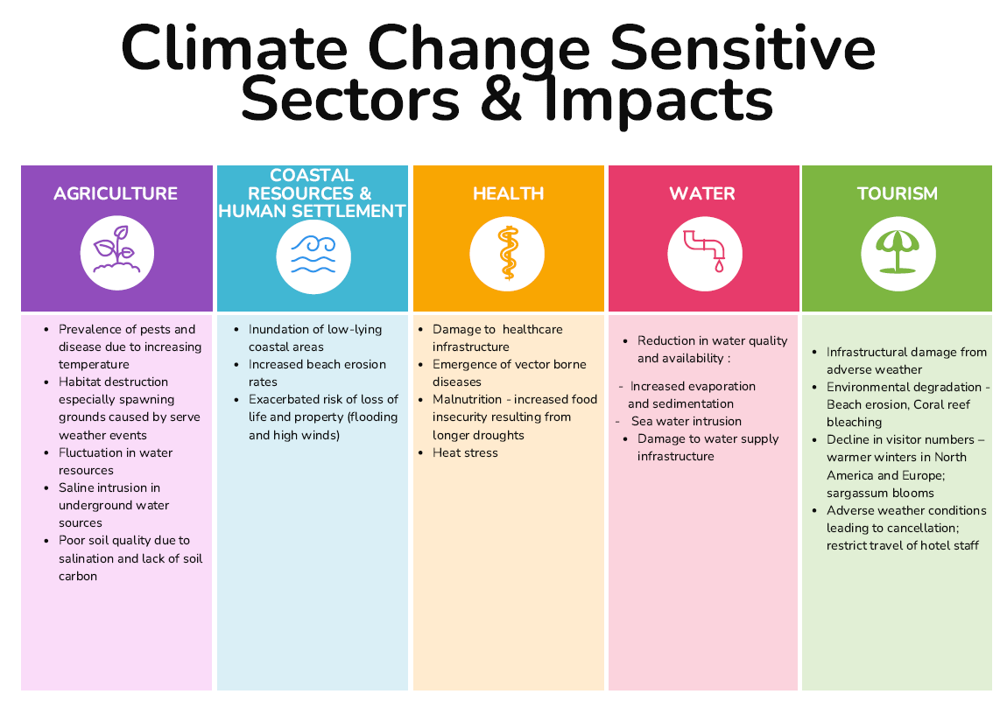 Climate Change Sensitive
Sectors & Impacts
AGRICULTURE
• Prevalence of pests and
disease due to increasing
temperature
• Habitat destruction
especially spawning
grounds caused by serve
weather events
• Fluctuation in water
resources
• Saline intrusion in
underground water
sources
• Poor soil quality due to
salination and lack of soil
carbon
COASTAL
RESOURCES &
HUMAN SETTLEMENT
• Inundation of low-lying
coastal areas
• Increased beach erosion
rates
• Exacerbated risk of loss of
life and property (flooding
and high winds)
HEALTH
• Damage to healthcare
infrastructure
• Emergence of vector borne
diseases
• Malnutrition - increased food
insecurity resulting from
longer droughts
• Heat stress
WATER
• Reduction in water quality
and availability :
- Increased evaporation
and sedimentation
- Sea water intrusion
• Damage to water supply
infrastructure
TOURISM
• Infrastructural damage from
adverse weather
• Environmental degradation -
Beach erosion, Coral reef
bleaching
• Decline in visitor numbers –
warmer winters in North
America and Europe;
sargassum blooms
• Adverse weather conditions
leading to cancellation;
restrict travel of hotel staff